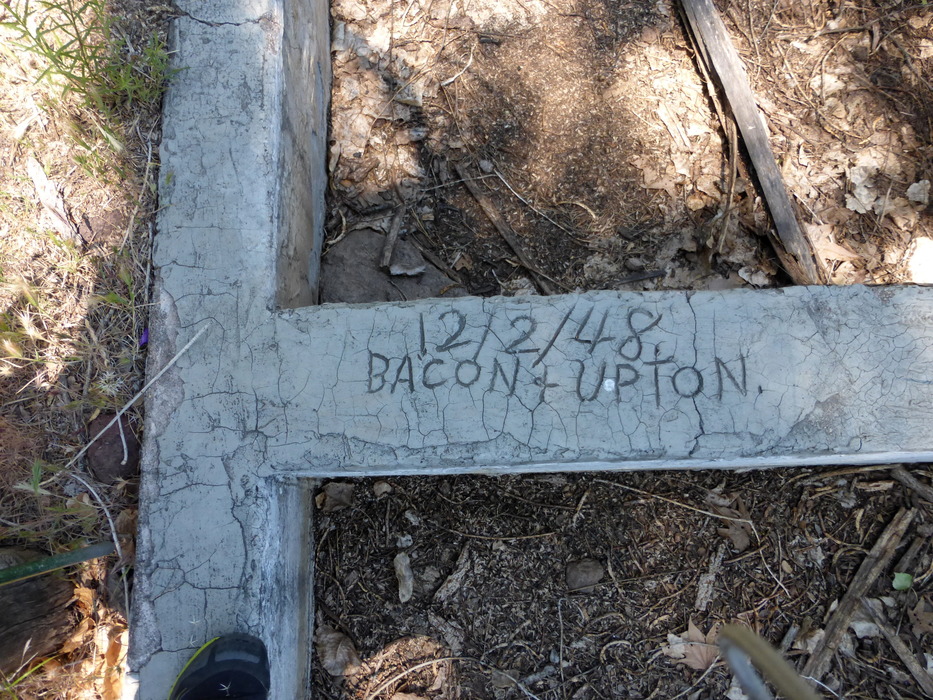 12/2/48.
BACON + UPTON.